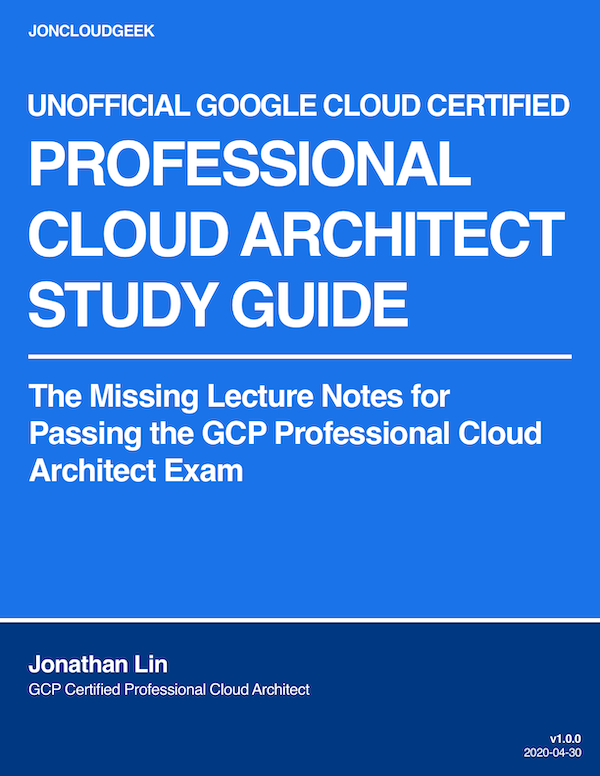 JONCLOUDGEEK
UNOFFICIAL GOOGLE CLOUD CERTIFIED
PROFESSIONAL
CLOUD ARCHITECT
STUDY GUIDE
The Missing Lecture Notes for
Passing the GCP Professional Cloud
Architect Exam
Jonathan Lin
GCP Certified Professional Cloud Architect
v1.0.0
2020-04-30